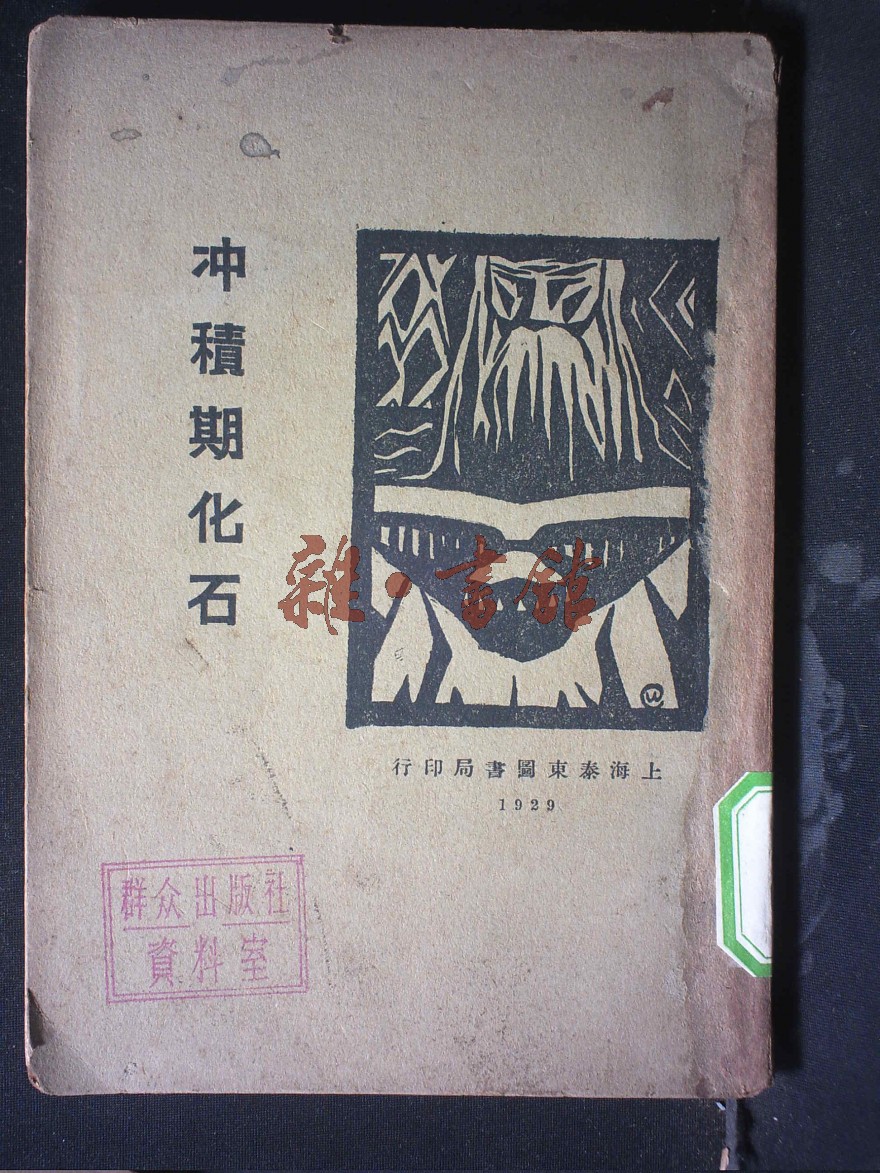 冲積期化石
上海泰東圖書局印行
1929
雜·書館
群众出版社
資料室